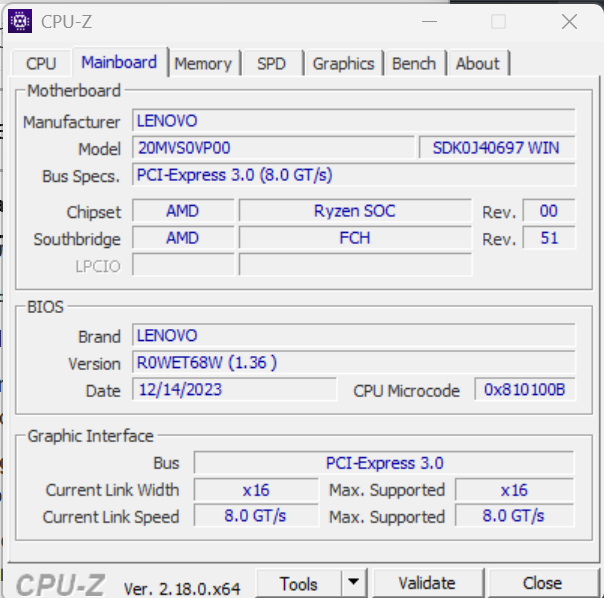 CPU-Z
CPU Mainboard Memory SPD Graphics Bench About
Motherboard
Manufacturer LENOVO
Model 20MVS0VP00 SDK0J40697 WIN
Bus Specs. PCI-Express 3.0 (8.0 GT/s)
Chipset AMD Ryzen SOC Rev. 00
Southbridge AMD FCH Rev. 51
LPCIO
BIOS
Brand LENOVO
Version R0WET68W (1.36 )
Date 12/14/2023 CPU Microcode 0x810100B
Graphic Interface
Bus PCI-Express 3.0
Current Link Width x16 Max. Supported x16
Current Link Speed 8.0 GT/s Max. Supported 8.0 GT/s
CPU-Z Ver. 2.18.0.x64 Tools Validate Close